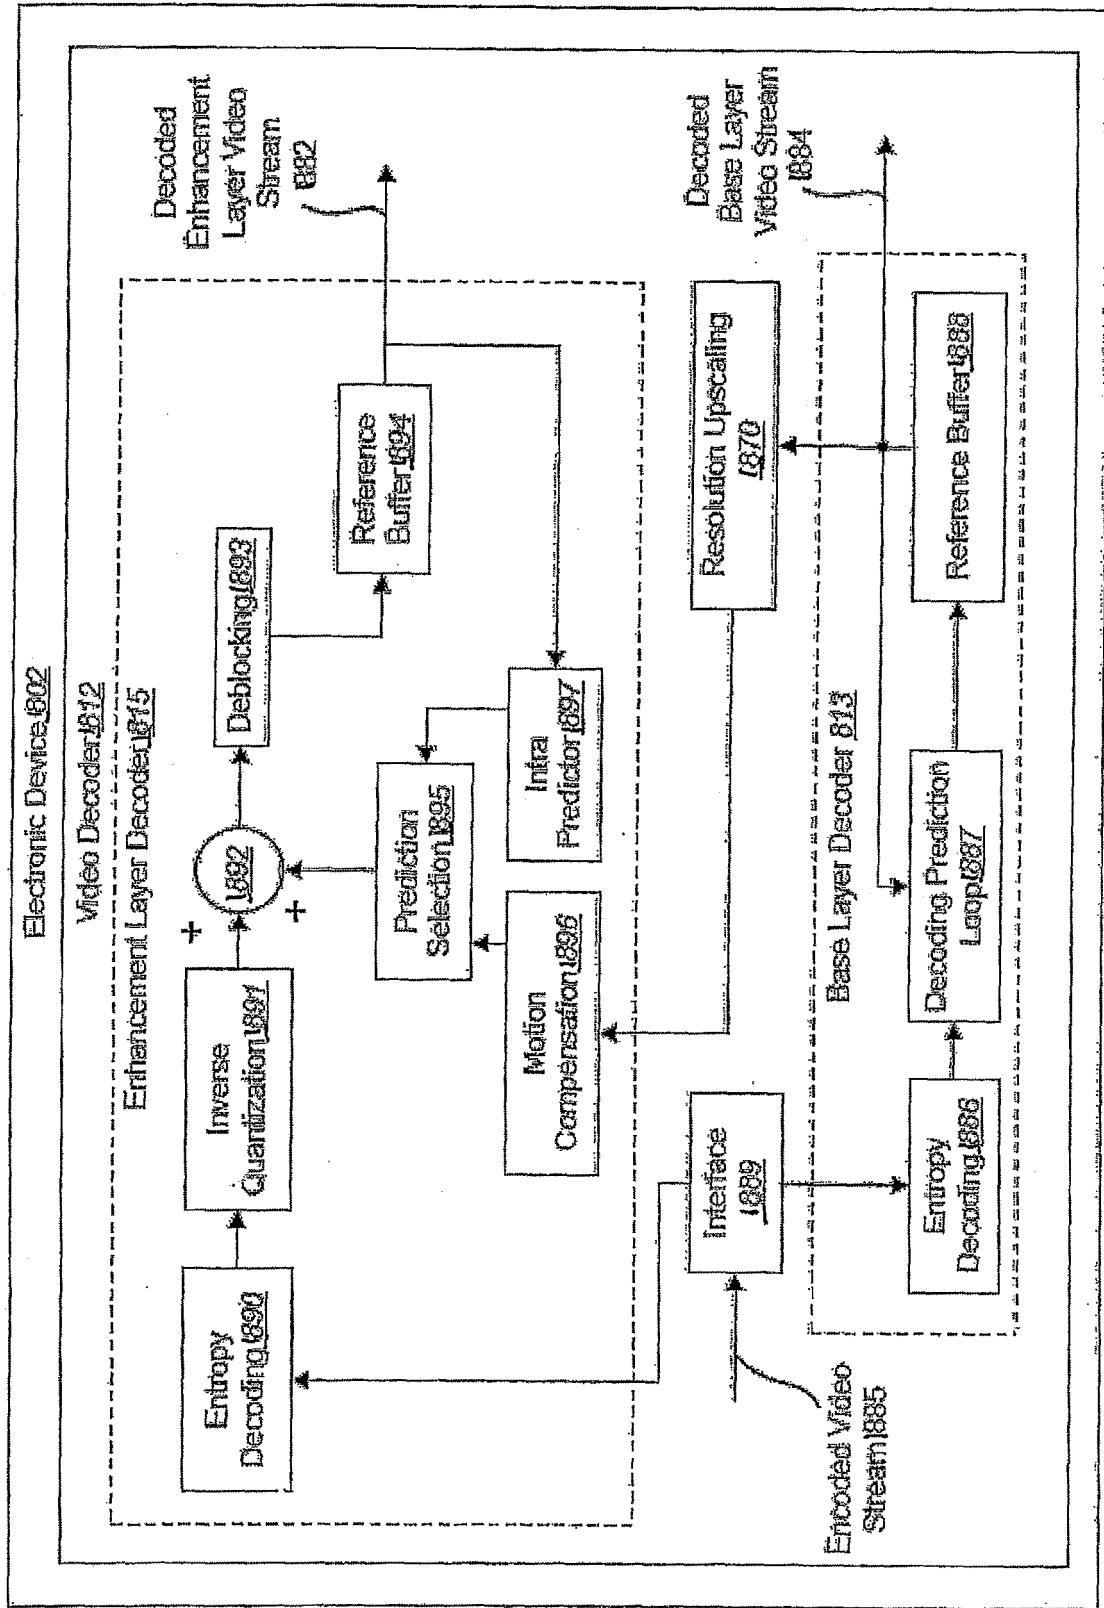 Electronic Device 1802
Video Decoder 1812
Enhancement Layer Decoder 1815
Entropy
Decoding 1890
Inverse
Quantization 1891
+
1892
+
Deblocking 1893
Reference
Buffer 1894
Decoded
Enhancement
Layer Video
Stream
1882
Prediction
Selection 1895
Motion
Compensation 1896
Intra
Predictor 1897
Interface
1889
Encoded Video
Stream 1885
Resolution Upscaling
1870
Decoded
Base Layer
Video Stream
1884
Base Layer Decoder 1813
Entropy
Decoding 1886
Decoding Prediction
Loop 1887
Reference Buffer 1888